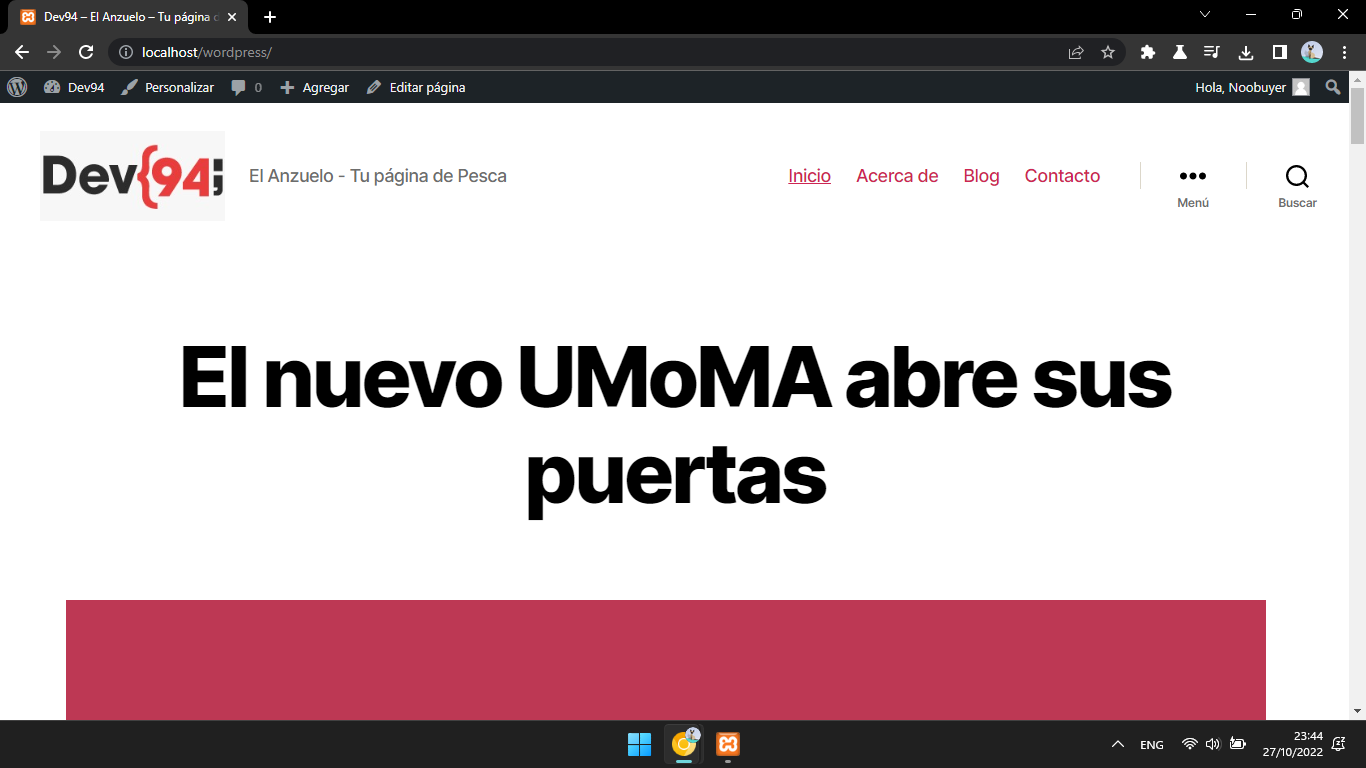 Dev94 – El Anzuelo – Tu página d
localhost/wordpress/
Dev94 Personalizar 0 Agregar Editar página Hola, Noobuyer
Dev{94;
El Anzuelo - Tu página de Pesca
Inicio Acerca de Blog Contacto
Menú
Buscar
El nuevo UMoMA abre sus
puertas
ENG
23:44
27/10/2022